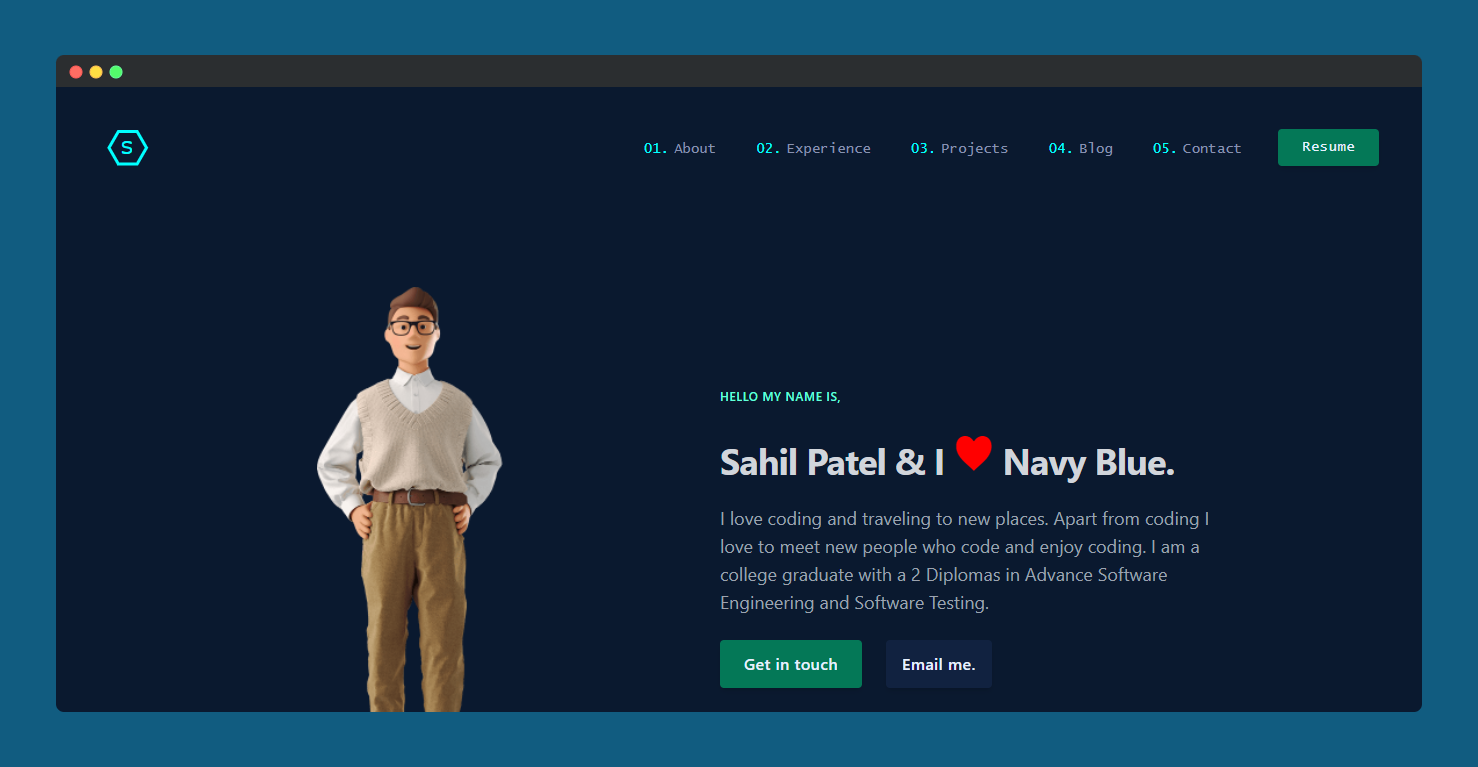 S
01. About 02. Experience 03. Projects 04. Blog 05. Contact Resume
HELLO MY NAME IS,
Sahil Patel & I ❤ Navy Blue.
I love coding and traveling to new places. Apart from coding I
love to meet new people who code and enjoy coding. I am a
college graduate with a 2 Diplomas in Advance Software
Engineering and Software Testing.
Get in touch Email me.